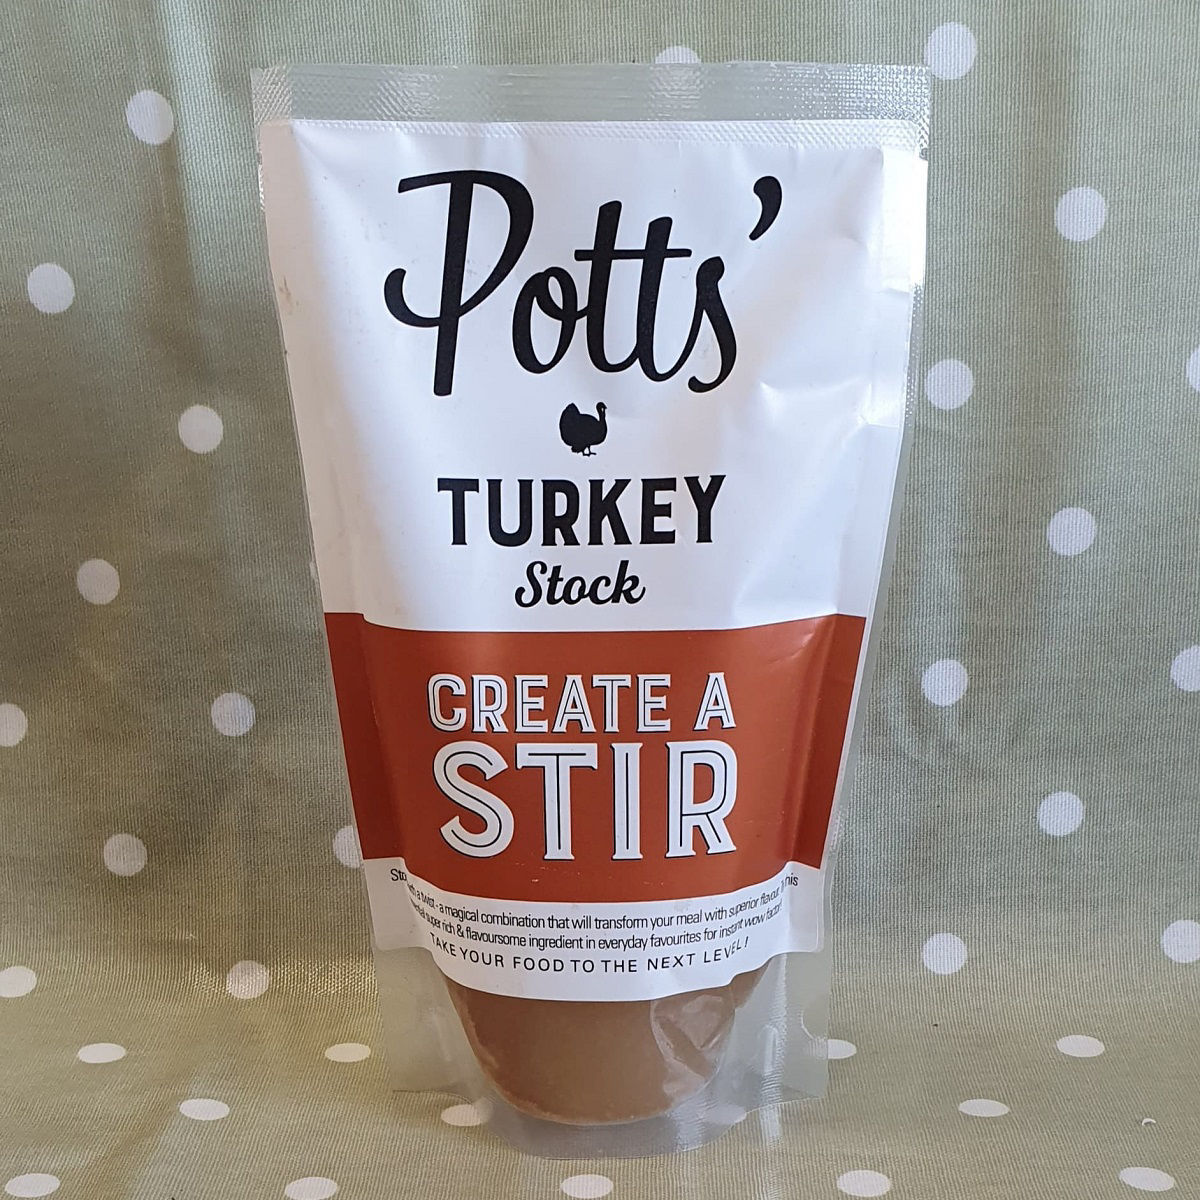 Potts'
TURKEY
Stock
CREATE A
STIR
a twist - a magical combination that will transform your meal with superior flavour.
super rich & flavoursome ingredient in everyday favourites for instant wow factor
TAKE YOUR FOOD TO THE NEXT LEVEL!